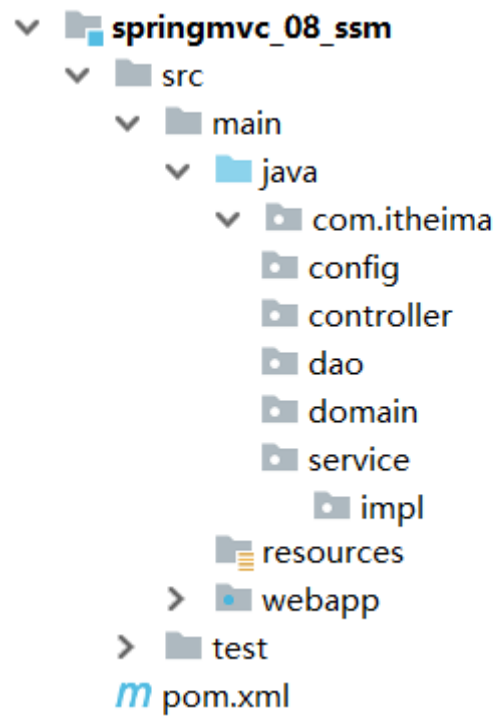 springmvc_08_ssm
src
main
java
com.itheima
config
controller
dao
domain
service
impl
resources
webapp
test
pom.xml